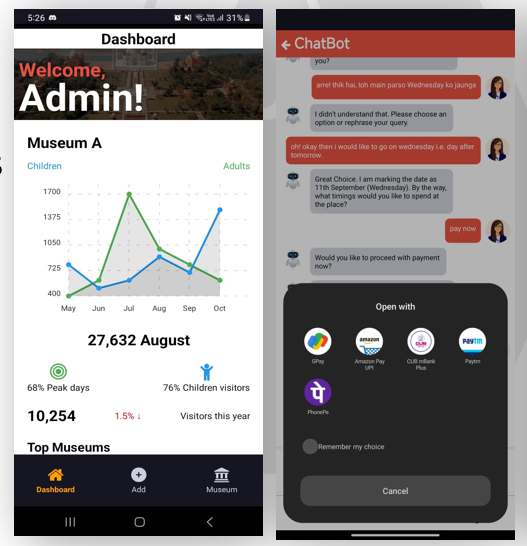 5:26
31%
Dashboard
Welcome,
Admin!
Museum A
Children
Adults
1700
1375
1050
725
400
May
Jun
Jul
Aug
Sep
Oct
27,632 August
68% Peak days
76% Children visitors
10,254
1.5% ↓
Visitors this year
Top Museums
Dashboard
Add
Museum
ChatBot
you?
arre! thik hai, toh main parso Wednesday ko jaunga
I didn't understand that. Please choose an
option or rephrase your query.
oh! okay then i would like to go on wednesday i.e. day after
tomorrow.
Great Choice. I am marking the date as
11th September (Wednesday). By the way,
what timings would you like to spend at
the place?
pay now
Would you like to proceed with payment
now?
Open with
amazon
pay
CUB
Paytm
GPay
Amazon Pay
UPI
CUB mBank
Plus
Paytm
पे
PhonePe
Remember my choice
Cancel